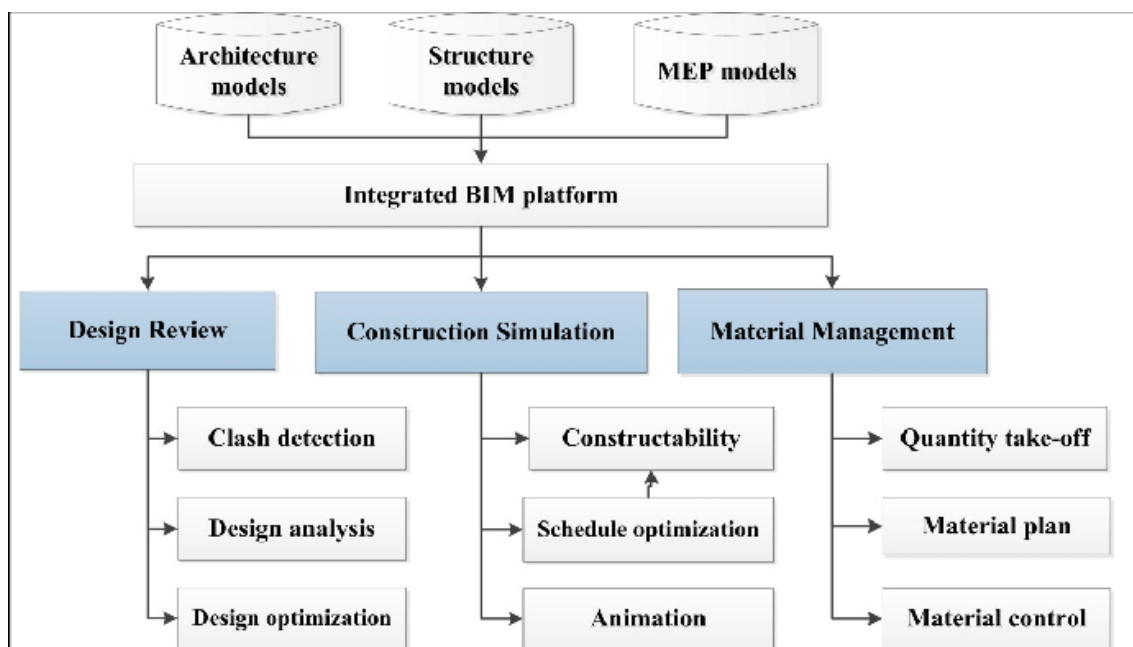 Architecture
models
Structure
models
MEP models
Integrated BIM platform
Design Review
Construction Simulation
Material Management
Clash detection
Constructability
Quantity take-off
Design analysis
Schedule optimization
Material plan
Design optimization
Animation
Material control